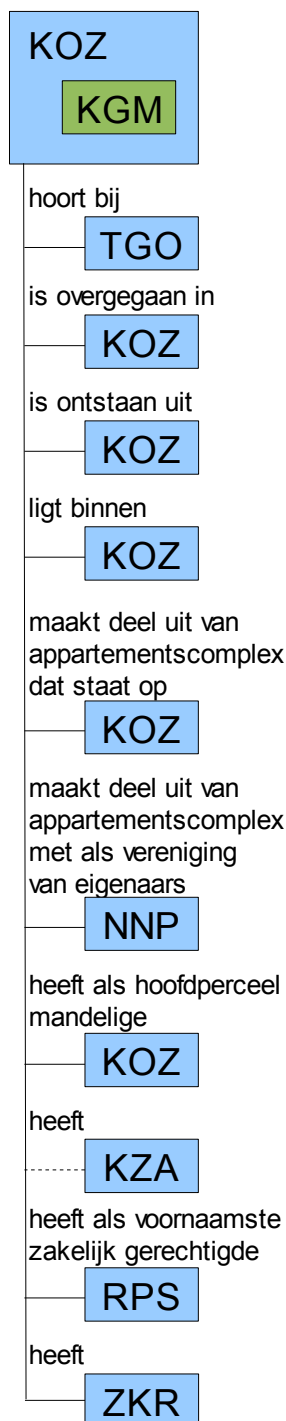 KOZ
KGM
hoort bij
TGO
is overgegaan in
KOZ
is ontstaan uit
KOZ
ligt binnen
KOZ
maakt deel uit van
appartementscomplex
dat staat op
KOZ
maakt deel uit van
appartementscomplex
met als vereniging
van eigenaars
NNP
heeft als hoofdperceel
mandelige
KOZ
heeft
KZA
heeft als voornaamste
zakelijk gerechtigde
RPS
heeft
ZKR